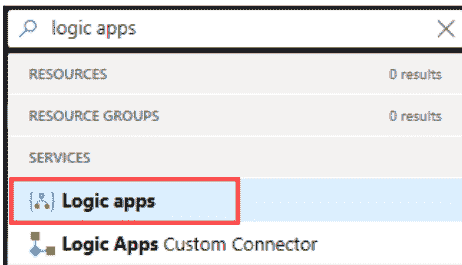 logic apps
RESOURCES 0 results
RESOURCE GROUPS 0 results
SERVICES
Logic apps
Logic Apps Custom Connector